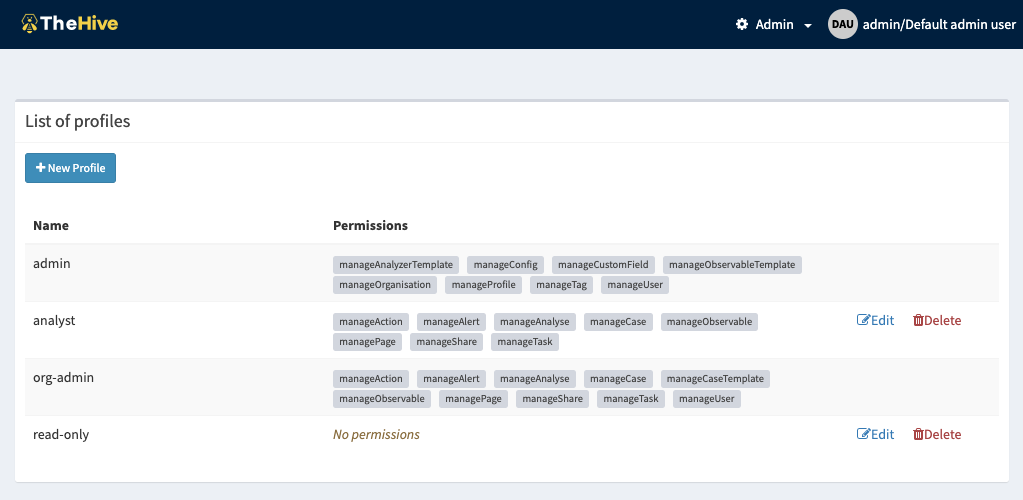 TheHive
Admin
DAU admin/Default admin user
List of profiles
New Profile
Name Permissions
admin manageAnalyzerTemplate manageConfig manageCustomField manageObservableTemplate
manageOrganisation manageProfile manageTag manageUser
analyst manageAction manageAlert manageAnalyse manageCase manageObservable Edit Delete
managePage manageShare manageTask
org-admin manageAction manageAlert manageAnalyse manageCase manageCaseTemplate
manageObservable managePage manageShare manageTask manageUser
read-only No permissions Edit Delete